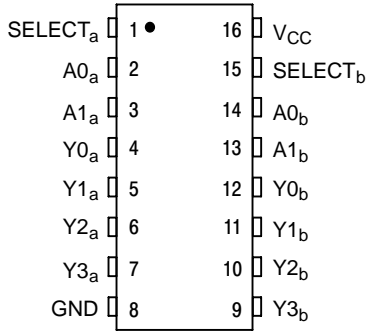 SELECTa 1 16 VCC
A0a 2 15 SELECTb
A1a 3 14 A0b
Y0a 4 13 A1b
Y1a 5 12 Y0b
Y2a 6 11 Y1b
Y3a 7 10 Y2b
GND 8 9 Y3b